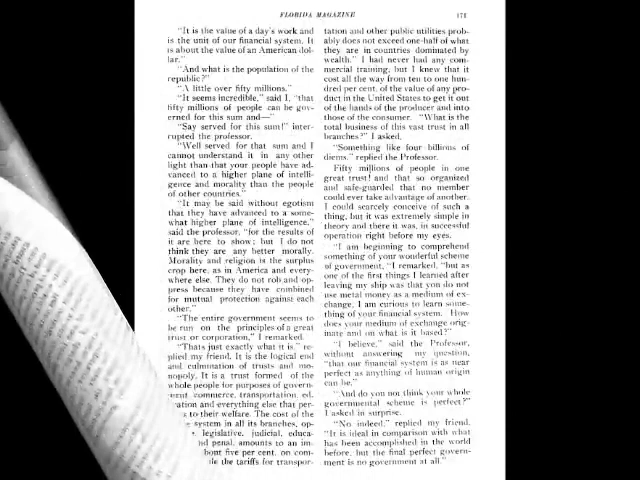 FLORIDA MAGAZINE 171
"It is the value of a day's work and
is the unit of our financial system. It
is about the value of an American dol-
lar."
"And what is the population of the
republic?"
"A little over fifty millions."
"It seems incredible," said I, "that
fifty millions of people can be gov-
erned for this sum and—"
"Say served for this sum!" inter-
rupted the professor.
"Well served for that sum and I
cannot understand it in any other
light than that your people have ad-
vanced to a higher plane of intelli-
gence and morality than the people
of other countries."
"It may be said without egotism
that they have advanced to a some-
what higher plane of intelligence,"
said the professor, "for the results of
it are here to show; but I do not
think they are any better morally.
Morality and religion is the surplus
crop here, as in America and every-
where else. They do not rob and op-
press because they have combined
for mutual protection against each
other."
"The entire government seems to
be run on the principles of a great
trust or corporation," I remarked.
"Thats just exactly what it is," re-
plied my friend. It is the logical end
and culmination of trusts and mo-
nopoly. It is a trust formed of the
whole people for purposes of govern-
commerce, transportation, ed-
cation and everything else that per-
to their welfare. The cost of the
system in all its branches, op-
legislative, judicial, educa-
nd penal, amounts to an im-
bout five per cent, on com-
ile the tariffs for transpor-
tation and other public utilities prob-
ably does not exceed one-half of what
they are in countries dominated by
wealth." I had never had any com-
mercial training, but I knew that it
cost all the way from ten to one hun-
dred per cent. of the value of any pro-
duct in the United States to get it out
of the hands of the producer and into
those of the consumer. "What is the
total business of this vast trust in all
branches?" I asked.
"Something like four billions of
diems," replied the Professor.
Fifty millions of people in one
great trust! and that so organized
and safe-guarded that no member
could ever take advantage of another.
I could scarcely conceive of such a
thing, but it was extremely simple in
theory and there it was, in successful
operation right before my eyes.
"I am beginning to comprehend
something of your wonderful scheme
of government," I remarked, "but as
one of the first things I learned after
leaving my ship was that you do not
use metal money as a medium of ex-
change, I am curious to learn some-
thing of your financial system. How
does your medium of exchange orig-
inate and on what is it based?"
"I believe," said the Professor,
without answering my question,
"that our financial system is as near
perfect as anything of human origin
can be."
"And do you not think your whole
governmental scheme is perfect?"
I asked in surprise.
"No indeed," replied my friend.
"It is ideal in comparison with what
has been accomplished in the world
before, but the final perfect govern-
ment is no government at all."